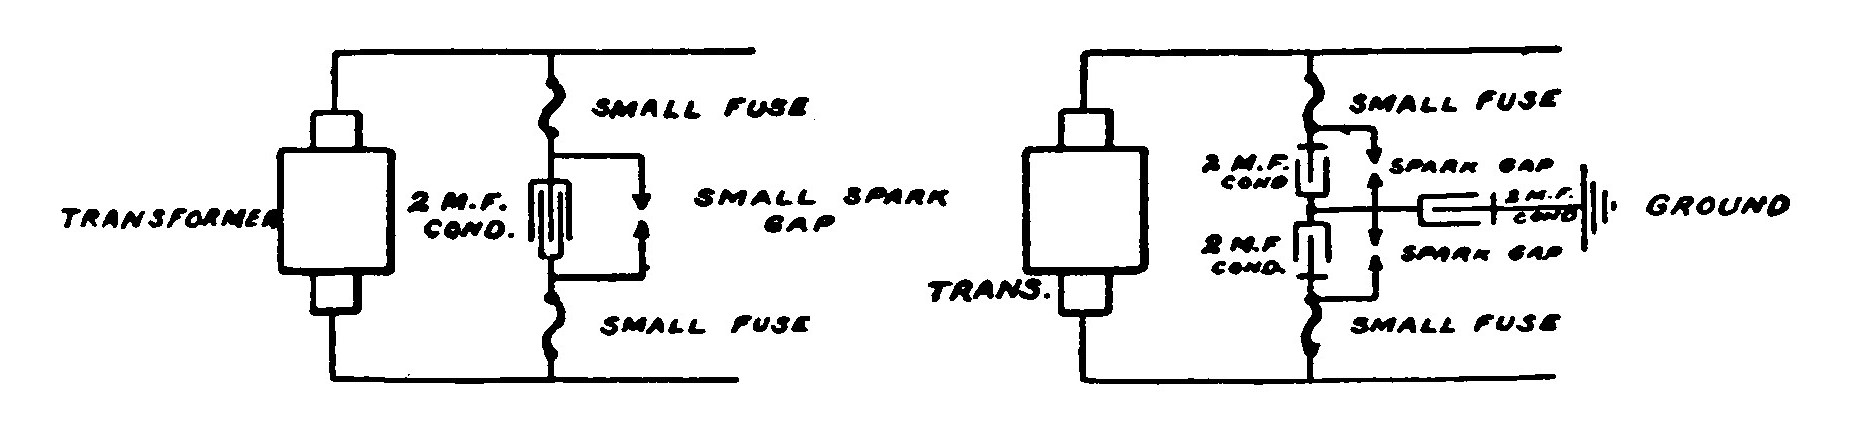 SMALL FUSE
TRANSFORMER
2 M.F.
COND.
SMALL SPARK
GAP
SMALL FUSE
SMALL FUSE
2 M.F.
COND
SPARK GAP
2 M.F.
COND
GROUND
2 M.F
COND.
SPARK GAP
TRANS.
SMALL FUSE